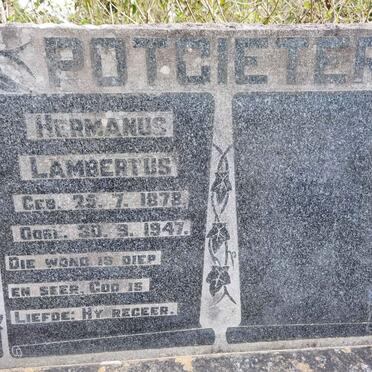 POTGIETER
HERMANUS
LAMBERTUS
GEB. 25. 7. 1878.
OORL. 30. 9. 1947.
DIE WOND IS DIEP
EN SEER, GOD IS
LIEFDE: HY REGEER.